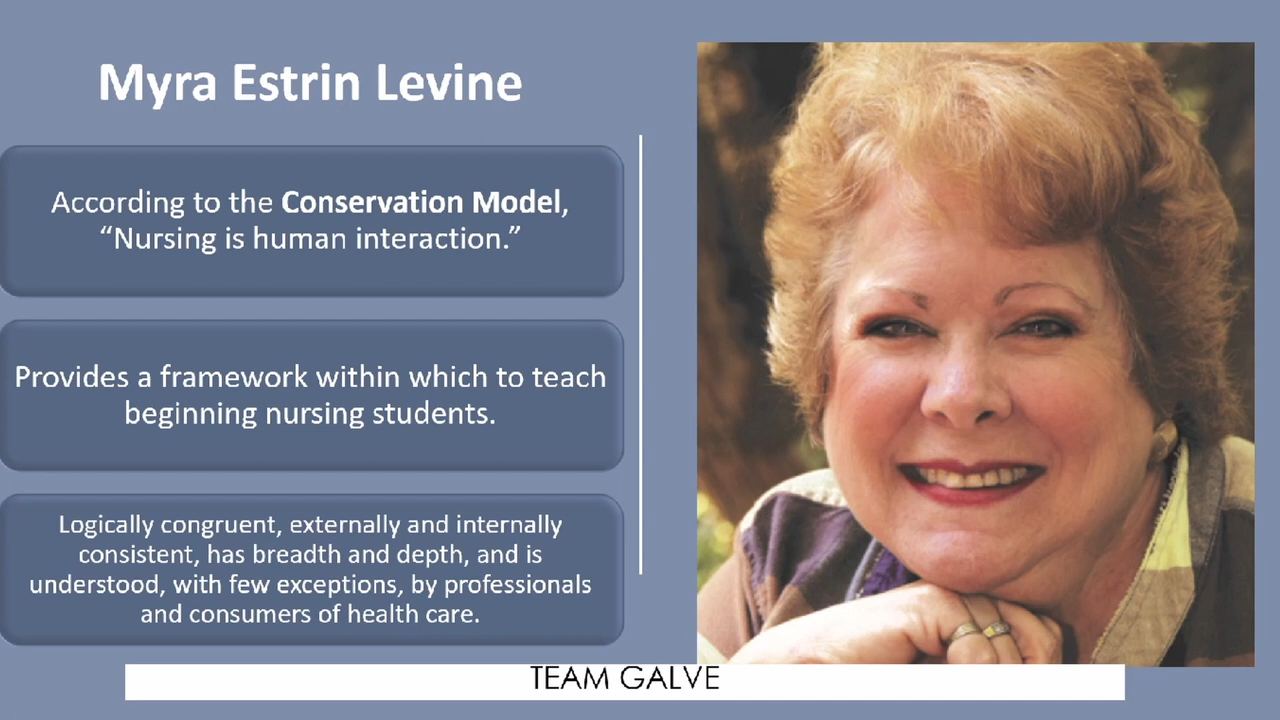 Myra Estrin Levine
According to the Conservation Model,
“Nursing is human interaction.”
Provides a framework within which to teach
beginning nursing students.
Logically congruent, externally and internally
consistent, has breadth and depth, and is
understood, with few exceptions, by professionals
and consumers of health care.
TEAM GALVE